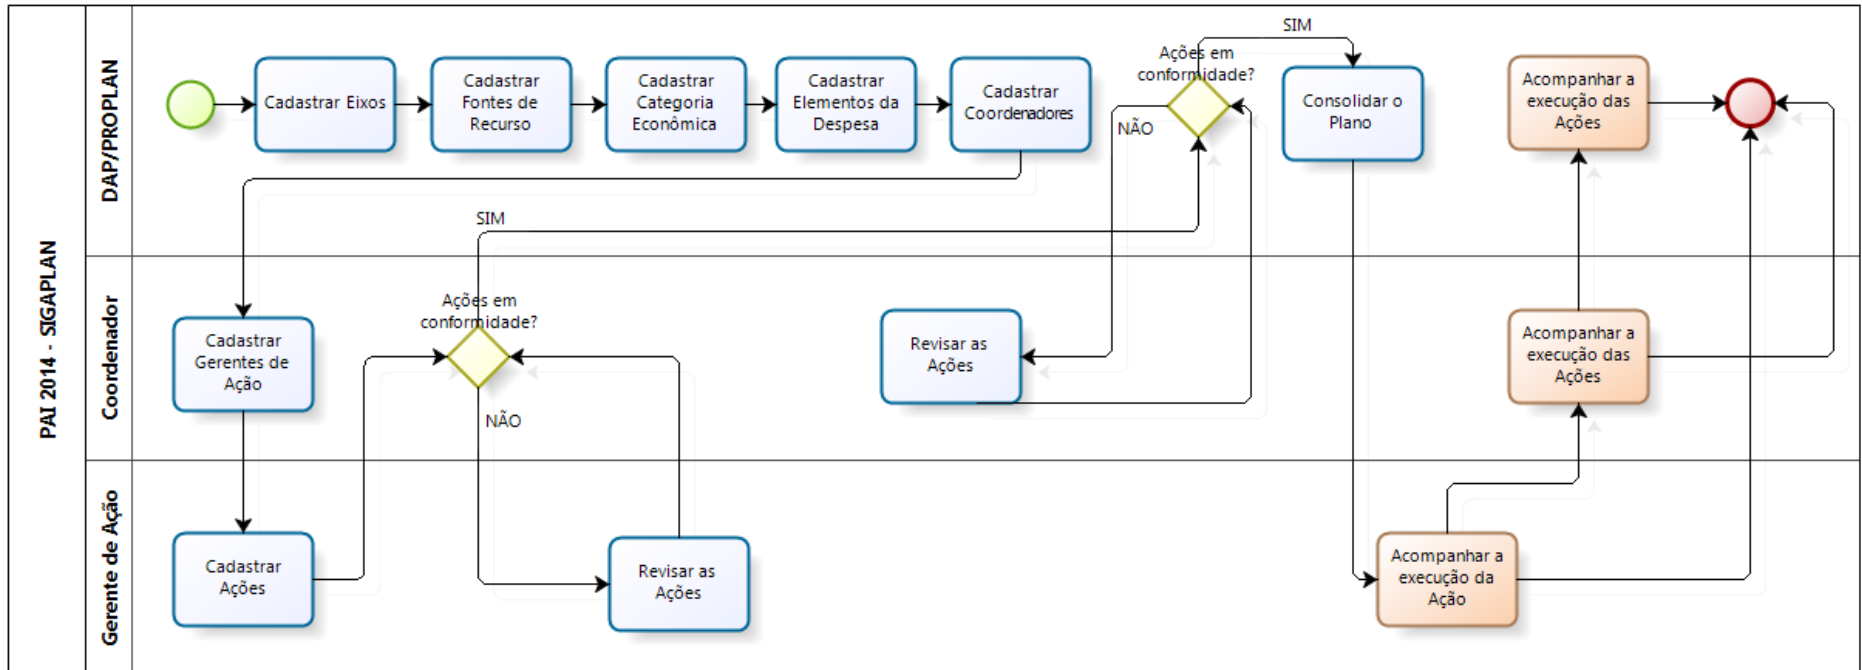 PAI 2014 - SIGAPLAN
DAP/PROPLAN
Cadastrar Eixos
Cadastrar
Fontes de
Recurso
Cadastrar
Categoria
Econômica
Cadastrar
Elementos da
Despesa
Cadastrar
Coordenadores
Ações em
conformidade?
SIM
NÃO
Consolidar o
Plano
Acompanhar a
execução das
Ações
Coordenador
Cadastrar
Gerentes de
Ação
SIM
Ações em
conformidade?
NÃO
Revisar as
Ações
Acompanhar a
execução das
Ações
Gerente de Ação
Cadastrar
Ações
Revisar as
Ações
Acompanhar a
execução da
Ação